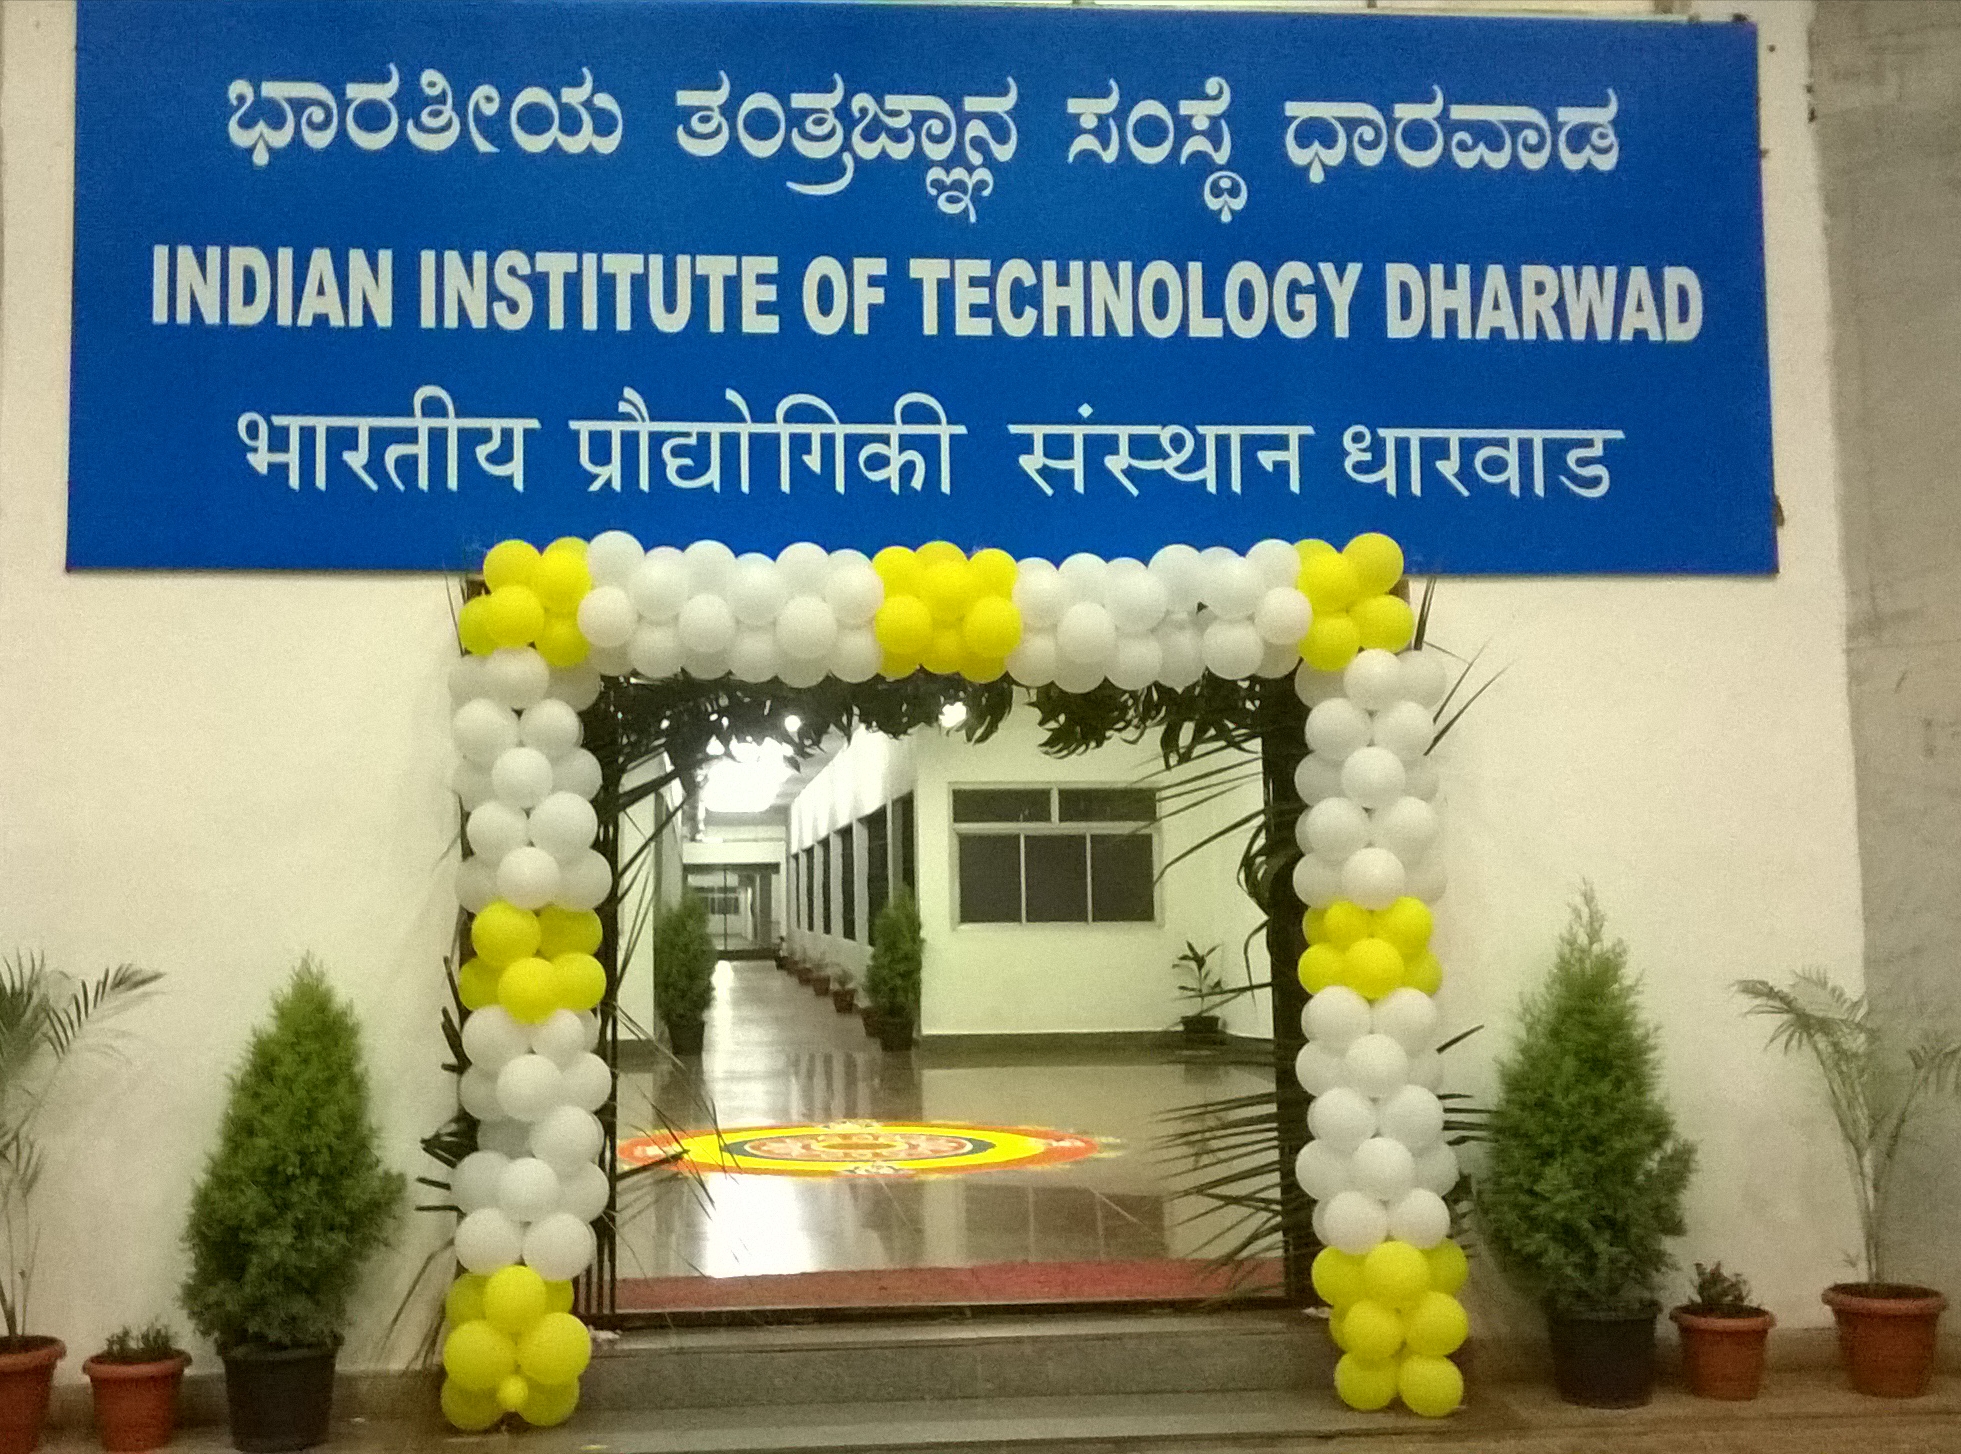 ಭಾರತೀಯ ತಂತ್ರಜ್ಞಾನ ಸಂಸ್ಥೆ ಧಾರವಾಡ
INDIAN INSTITUTE OF TECHNOLOGY DHARWAD
भारतीय प्रौद्योगिकी संस्थान धारवाड